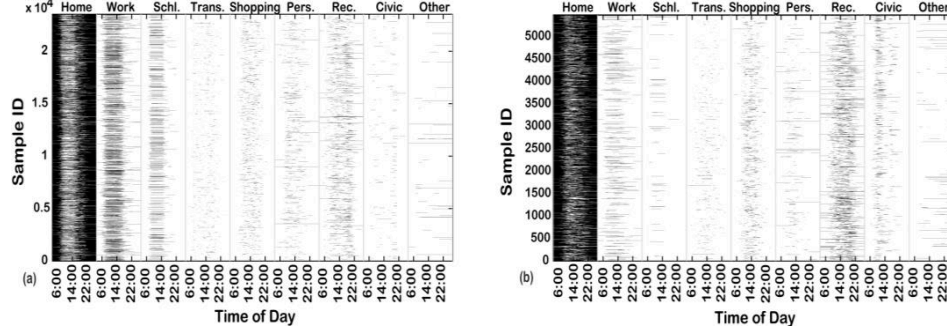 Home Work Schl. Trans. Shopping Pers. Rec. Civic Other
x 10⁴
2
1.5
1
0.5
0
Sample ID
(a)
6:00 14:00 22:00 6:00 14:00 22:00 6:00 14:00 22:00 6:00 14:00 22:00 6:00 14:00 22:00 6:00 14:00 22:00 6:00 14:00 22:00 6:00 14:00 22:00 6:00 14:00 22:00
Time of Day
Home Work Schl. Trans. Shopping Pers. Rec. Civic Other
5000
4500
4000
3500
3000
2500
2000
1500
1000
500
0
Sample ID
(b)
6:00 14:00 22:00 6:00 14:00 22:00 6:00 14:00 22:00 6:00 14:00 22:00 6:00 14:00 22:00 6:00 14:00 22:00 6:00 14:00 22:00 6:00 14:00 22:00 6:00 14:00 22:00
Time of Day